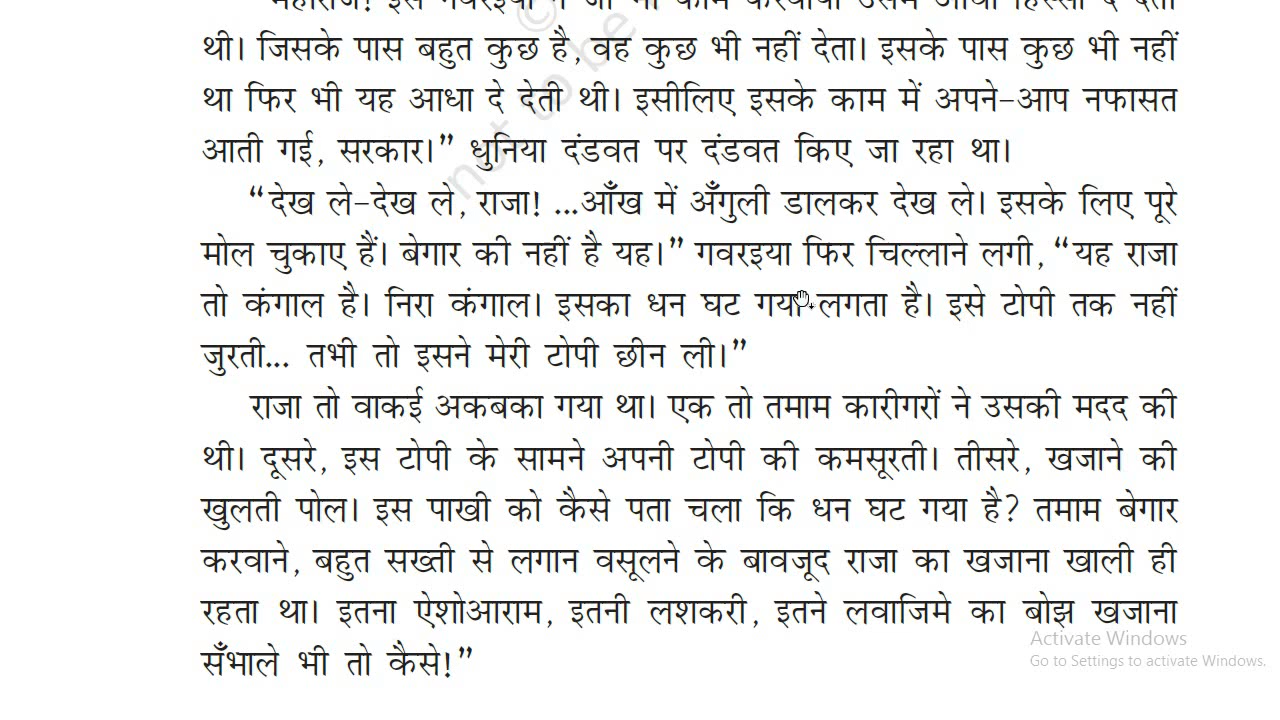 थी। जिसके पास बहुत कुछ है, वह कुछ भी नहीं देता। इसके पास कुछ भी नहीं
था फिर भी यह आधा दे देती थी। इसीलिए इसके काम में अपने-आप नफासत
आती गई, सरकार।” धुनिया दंडवत पर दंडवत किए जा रहा था।
“देख ले-देख ले, राजा! ...आँख में अँगुली डालकर देख ले। इसके लिए पूरे
मोल चुकाए हैं। बेगार की नहीं है यह।” गवरइया फिर चिल्लाने लगी, “यह राजा
तो कंगाल है। निरा कंगाल। इसका धन घट गया लगता है। इसे टोपी तक नहीं
जुरती... तभी तो इसने मेरी टोपी छीन ली।”
राजा तो वाकई अकबका गया था। एक तो तमाम कारीगरों ने उसकी मदद की
थी। दूसरे, इस टोपी के सामने अपनी टोपी की कमसूरती। तीसरे, खजाने की
खुलती पोल। इस पाखी को कैसे पता चला कि धन घट गया है? तमाम बेगार
करवाने, बहुत सख्ती से लगान वसूलने के बावजूद राजा का खजाना खाली ही
रहता था। इतना ऐशोआराम, इतनी लशकरी, इतने लवाजिमे का बोझ खजाना
सँभाले भी तो कैसे!”
©
not to be
Activate Windows
Go to Settings to activate Windows.